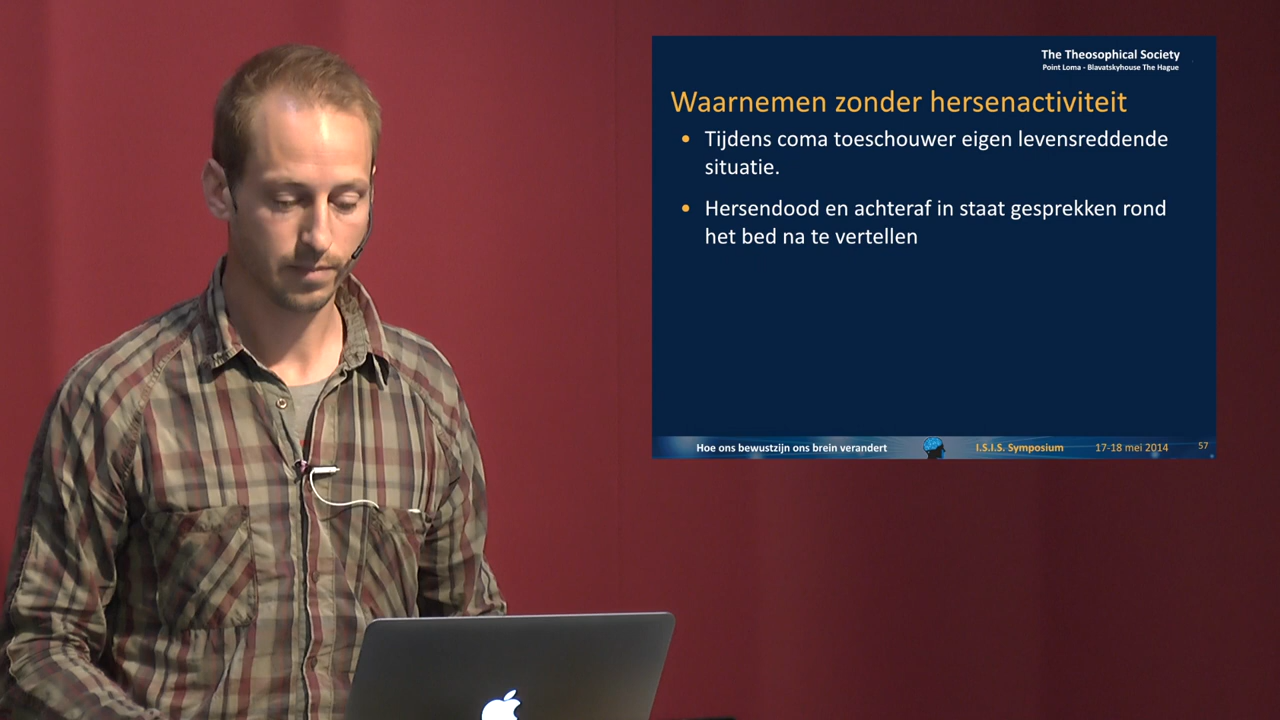 The Theosophical Society
Point Loma - Blavatskyhouse The Hague
Waarnemen zonder hersenactiviteit
• Tijdens coma toeschouwer eigen levensreddende
situatie.
• Hersendood en achteraf in staat gesprekken rond
het bed na te vertellen
Hoe ons bewustzijn ons brein verandert I.S.I.S. Symposium 17-18 mei 2014 57